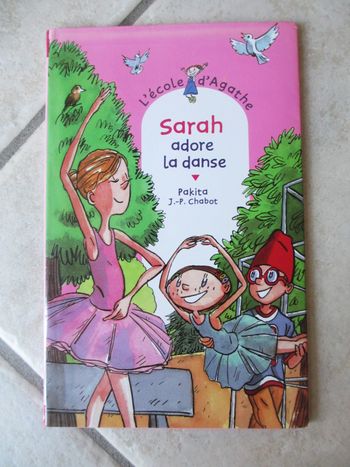 L'école d'Agathe
Sarah
adore
la danse
Pakita
J.-P. Chabot